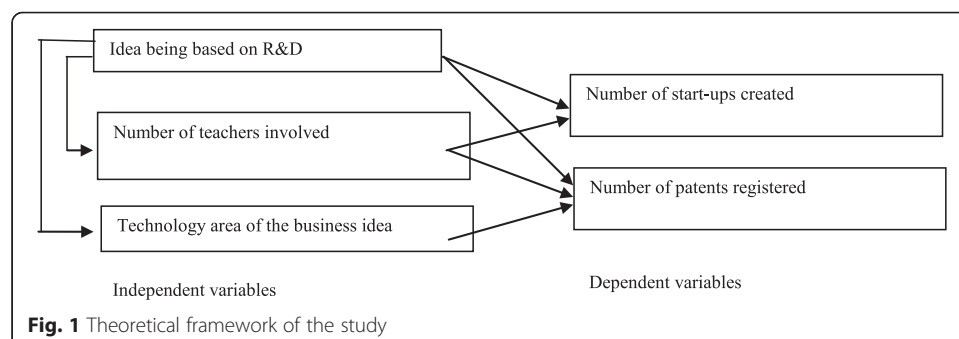 Idea being based on R&D
Number of start-ups created
Number of teachers involved
Number of patents registered
Technology area of the business idea
Independent variables
Dependent variables
Fig. 1 Theoretical framework of the study